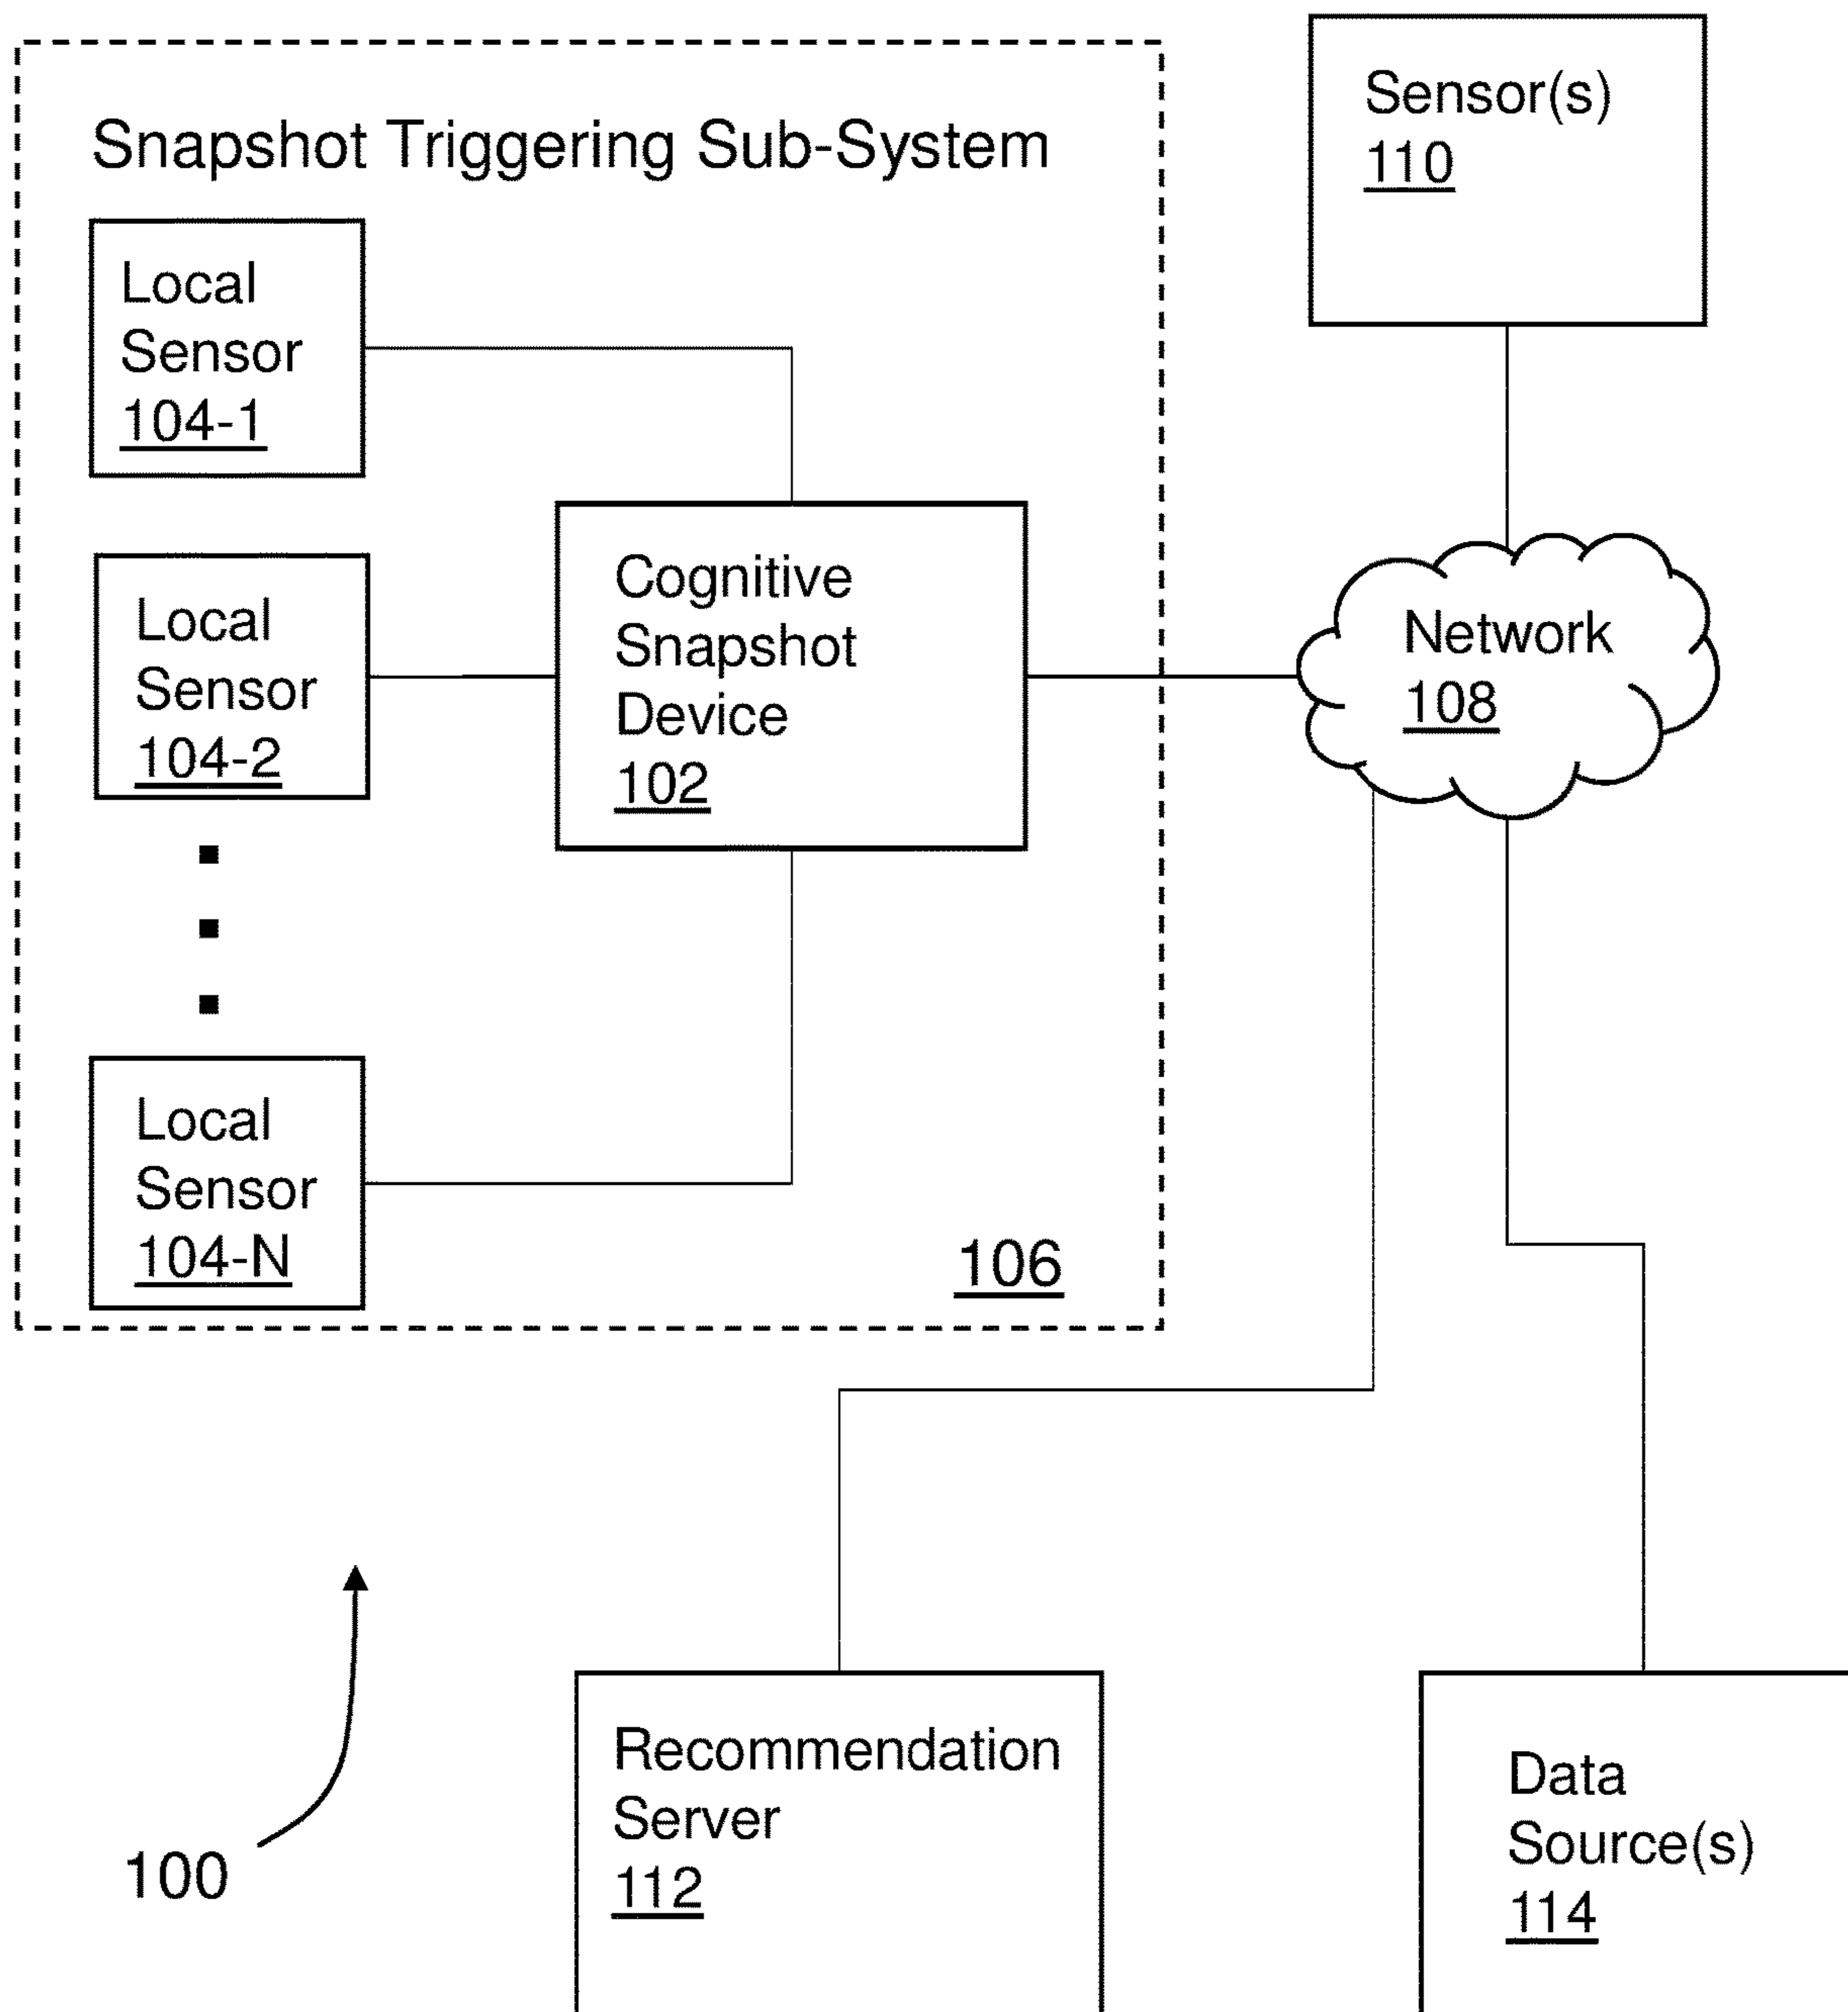 Snapshot Triggering Sub-System
Local
Sensor
104-1
Local
Sensor
104-2
Local
Sensor
104-N
Cognitive
Snapshot
Device
102
106
Sensor(s)
110
Network
108
Recommendation
Server
112
Data
Source(s)
114
100